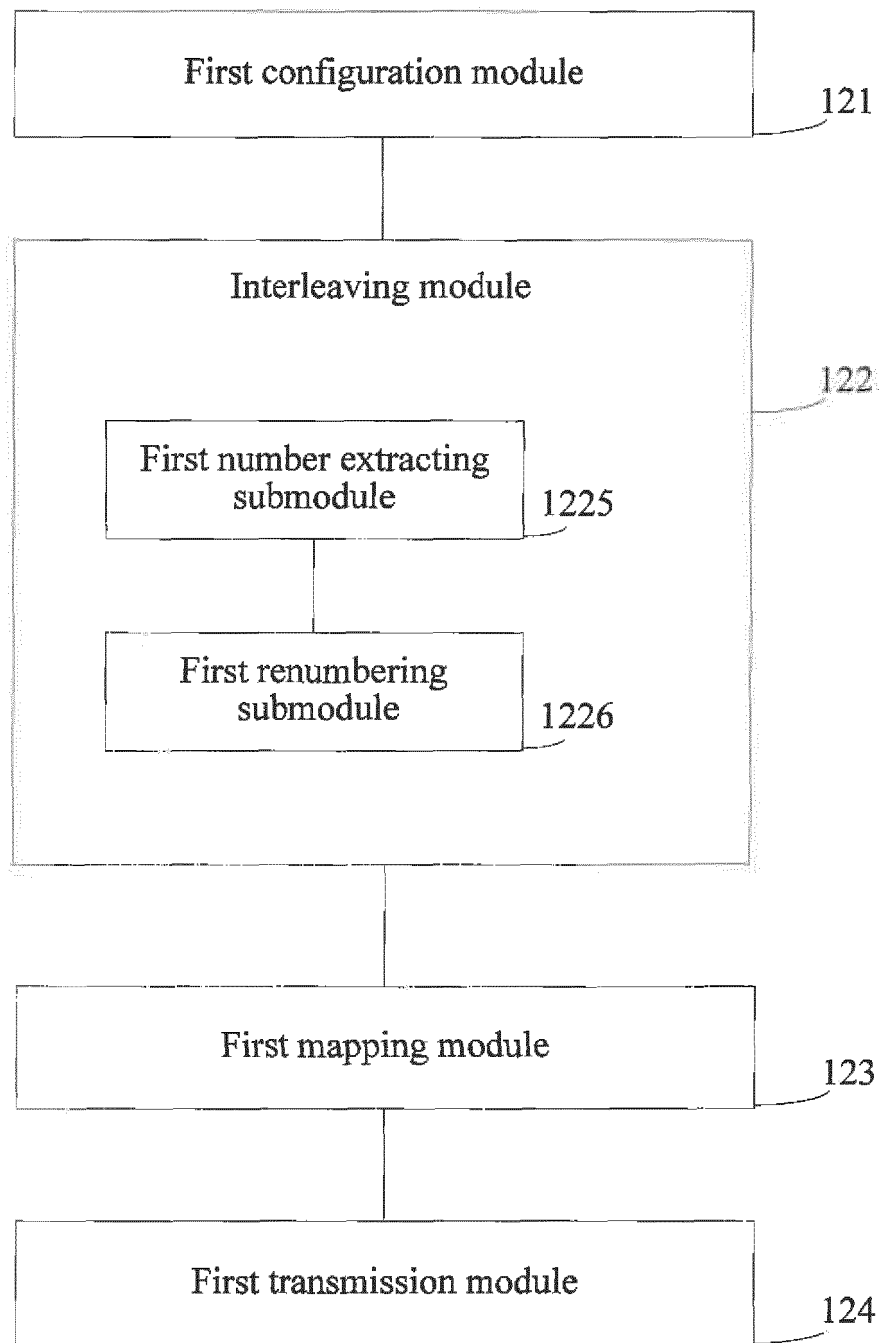 First configuration module
121
Interleaving module
122
First number extracting
submodule
1225
First renumbering
submodule
1226
First mapping module
123
First transmission module
124